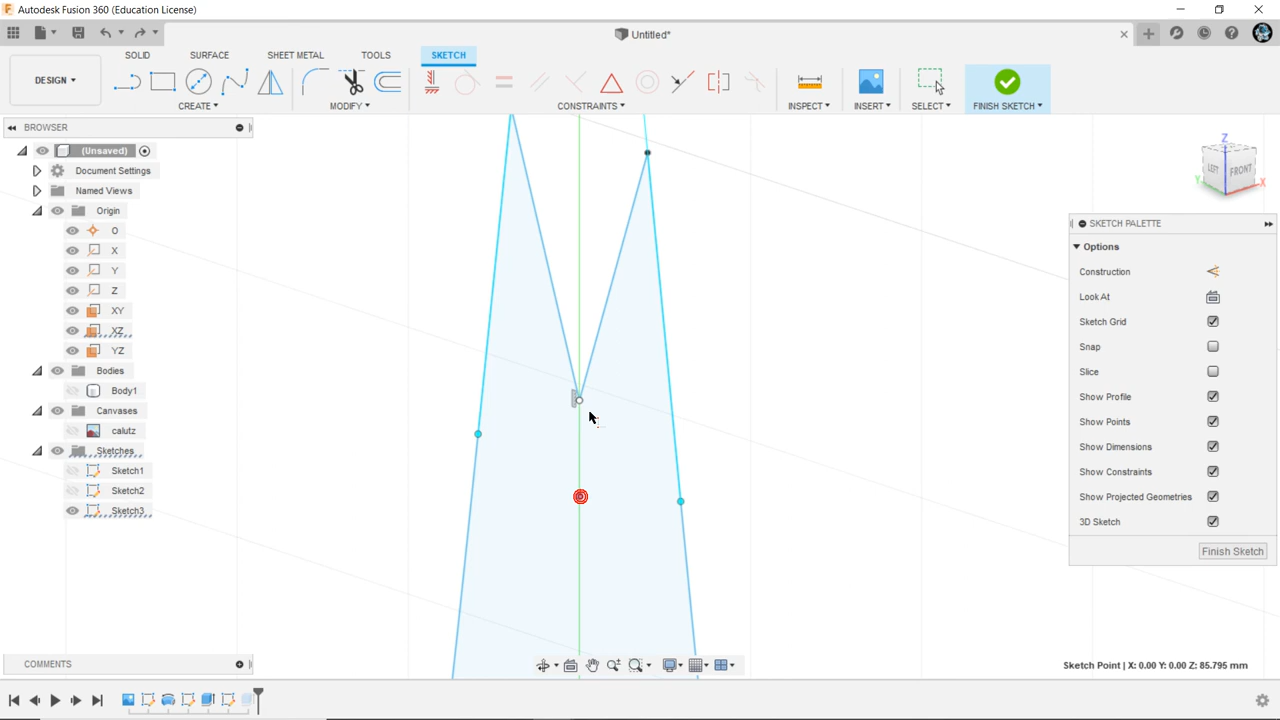 Autodesk Fusion 360 (Education License)
Untitled*
DESIGN
SOLID
SURFACE
SHEET METAL
TOOLS
SKETCH
CREATE
MODIFY
CONSTRAINTS
INSPECT
INSERT
SELECT
FINISH SKETCH
BROWSER
(Unsaved)
Document Settings
Named Views
Origin
O
X
Y
Z
XY
XZ
YZ
Bodies
Body1
Canvases
calutz
Sketches
Sketch1
Sketch2
Sketch3
Z
FRONT
Y
X
SKETCH PALETTE
Options
Construction
Look At
Sketch Grid
Snap
Slice
Show Profile
Show Points
Show Dimensions
Show Constraints
Show Projected Geometries
3D Sketch
Finish Sketch
COMMENTS
Sketch Point | X: 0.00 Y: 0.00 Z: 85.795 mm